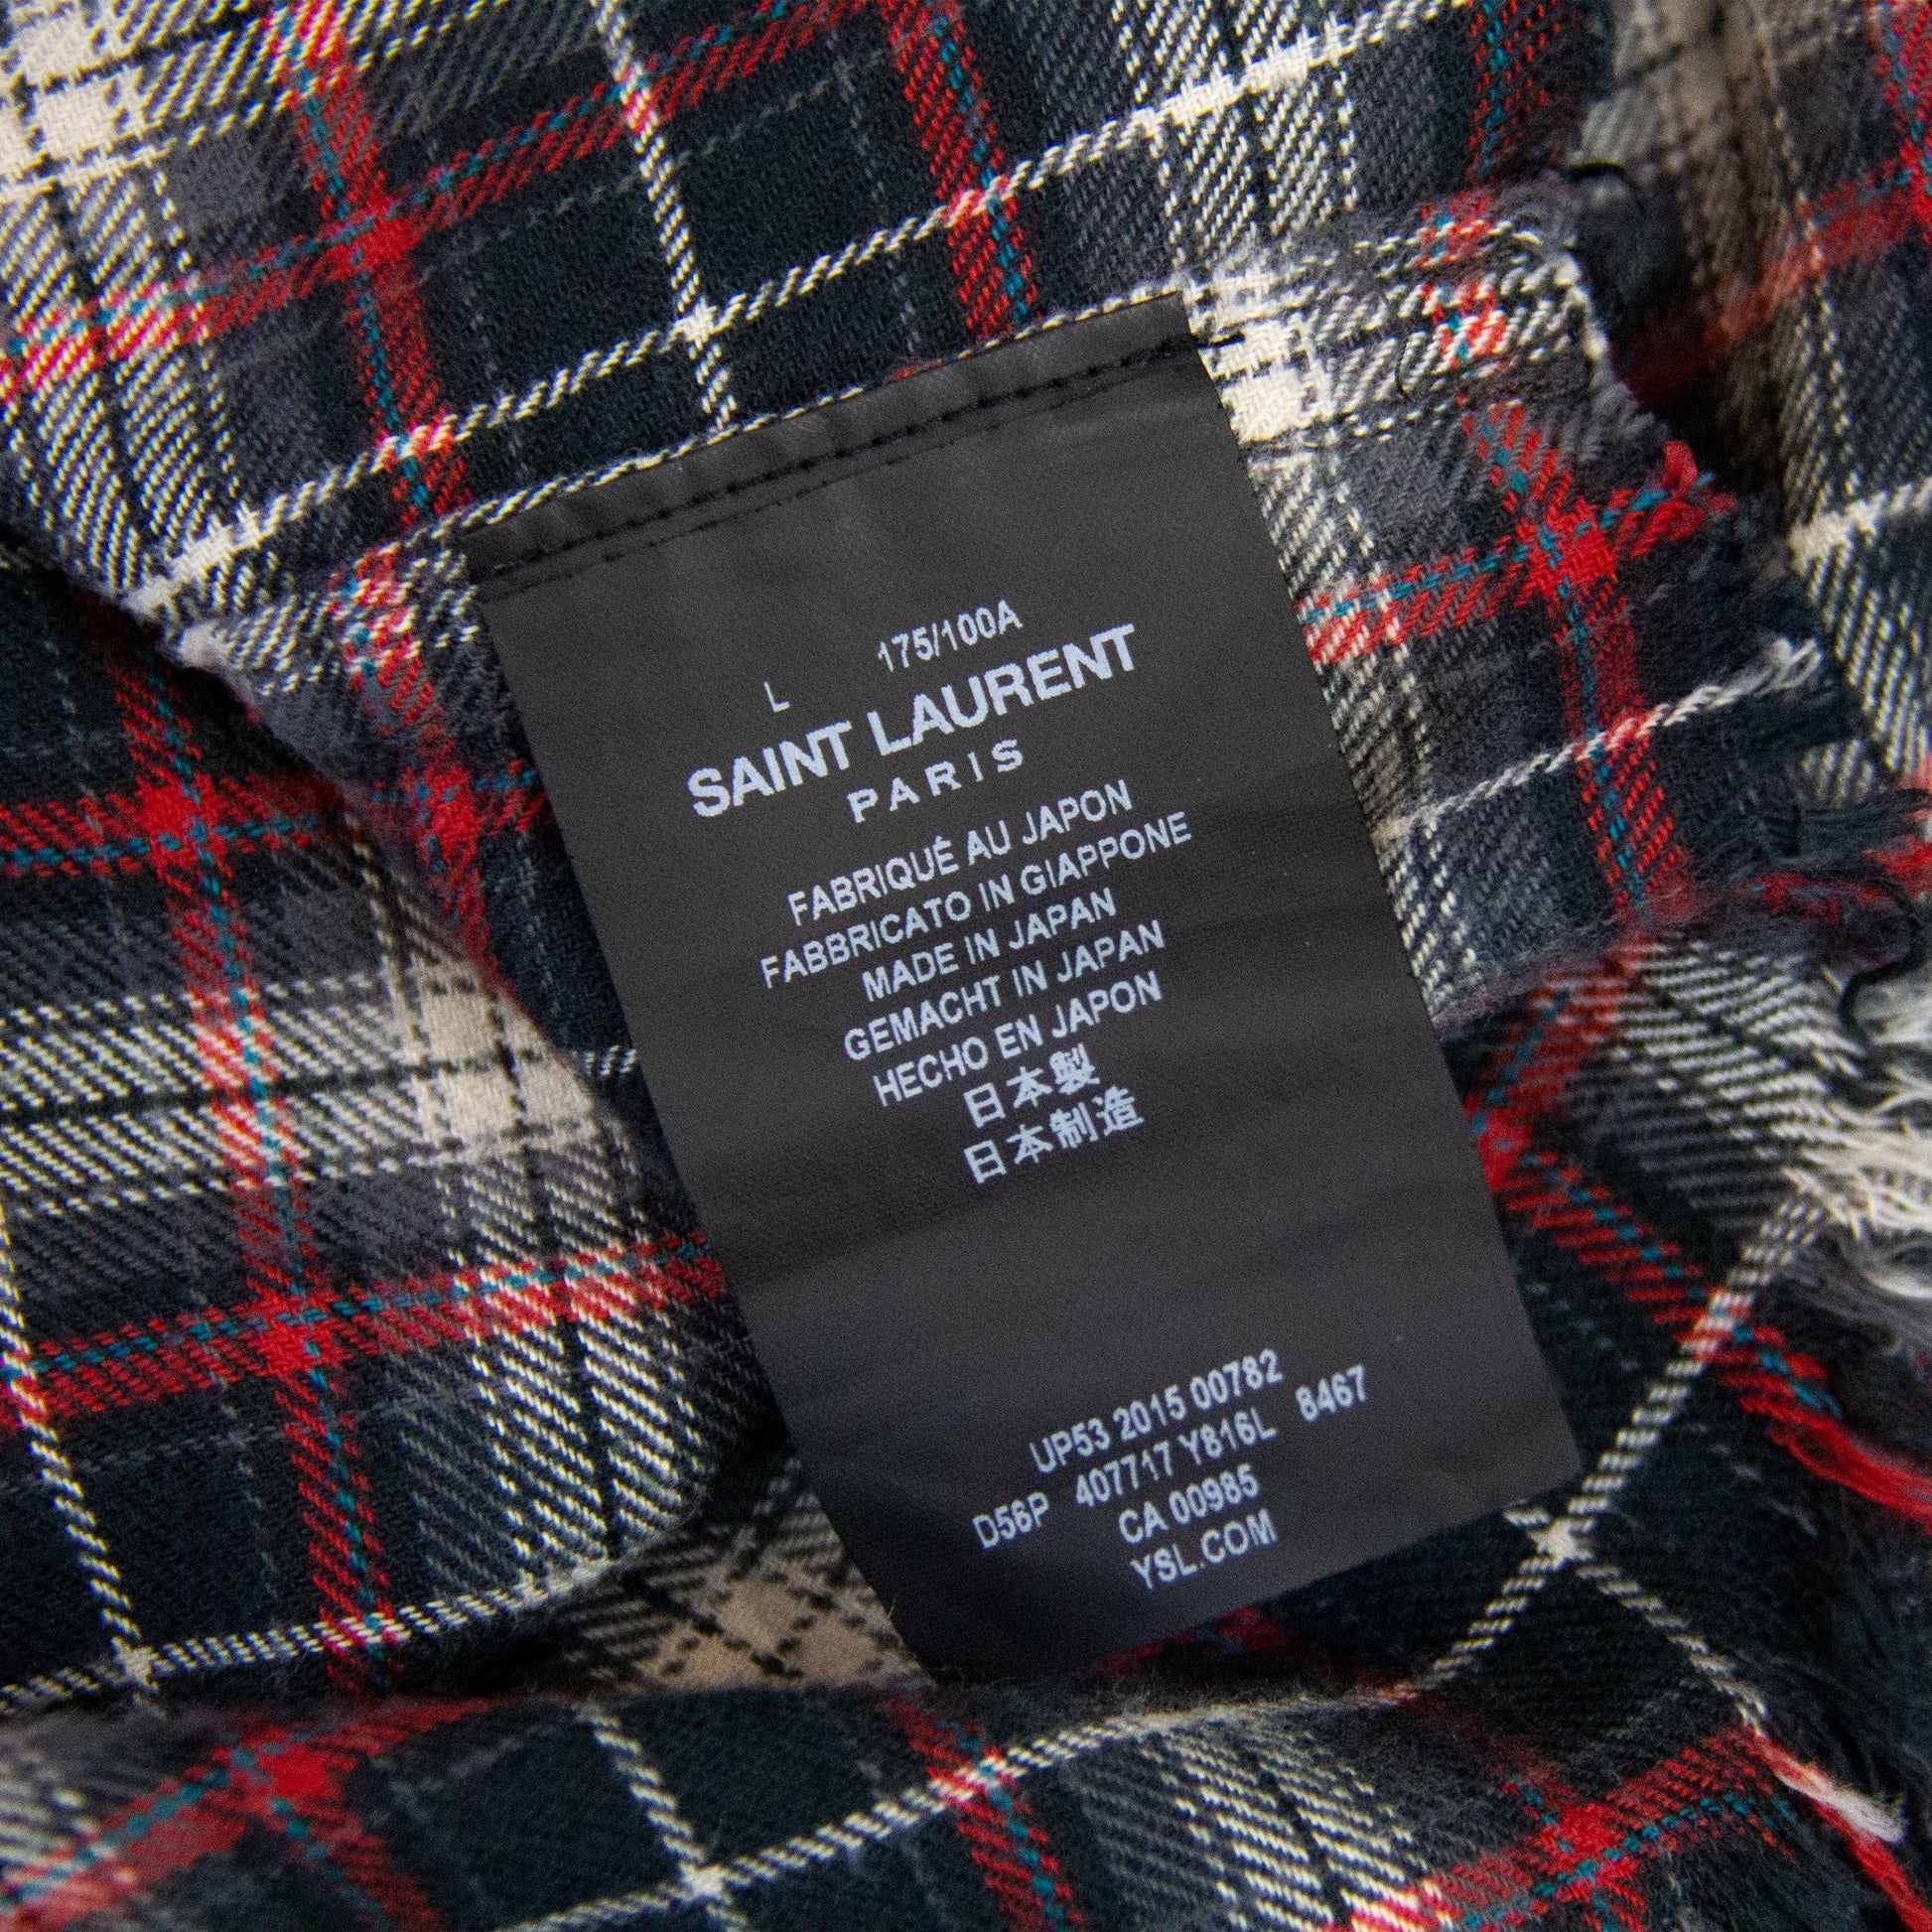 L 175/100A
SAINT LAURENT
PARIS
FABRIQUÉ AU JAPON
FABBRICATO IN GIAPPONE
MADE IN JAPAN
GEMACHT IN JAPAN
HECHO EN JAPON
日本製
日本制造
UP53 2015 00782
D56P 407717 Y816L 8467
CA 00985
YSL.COM